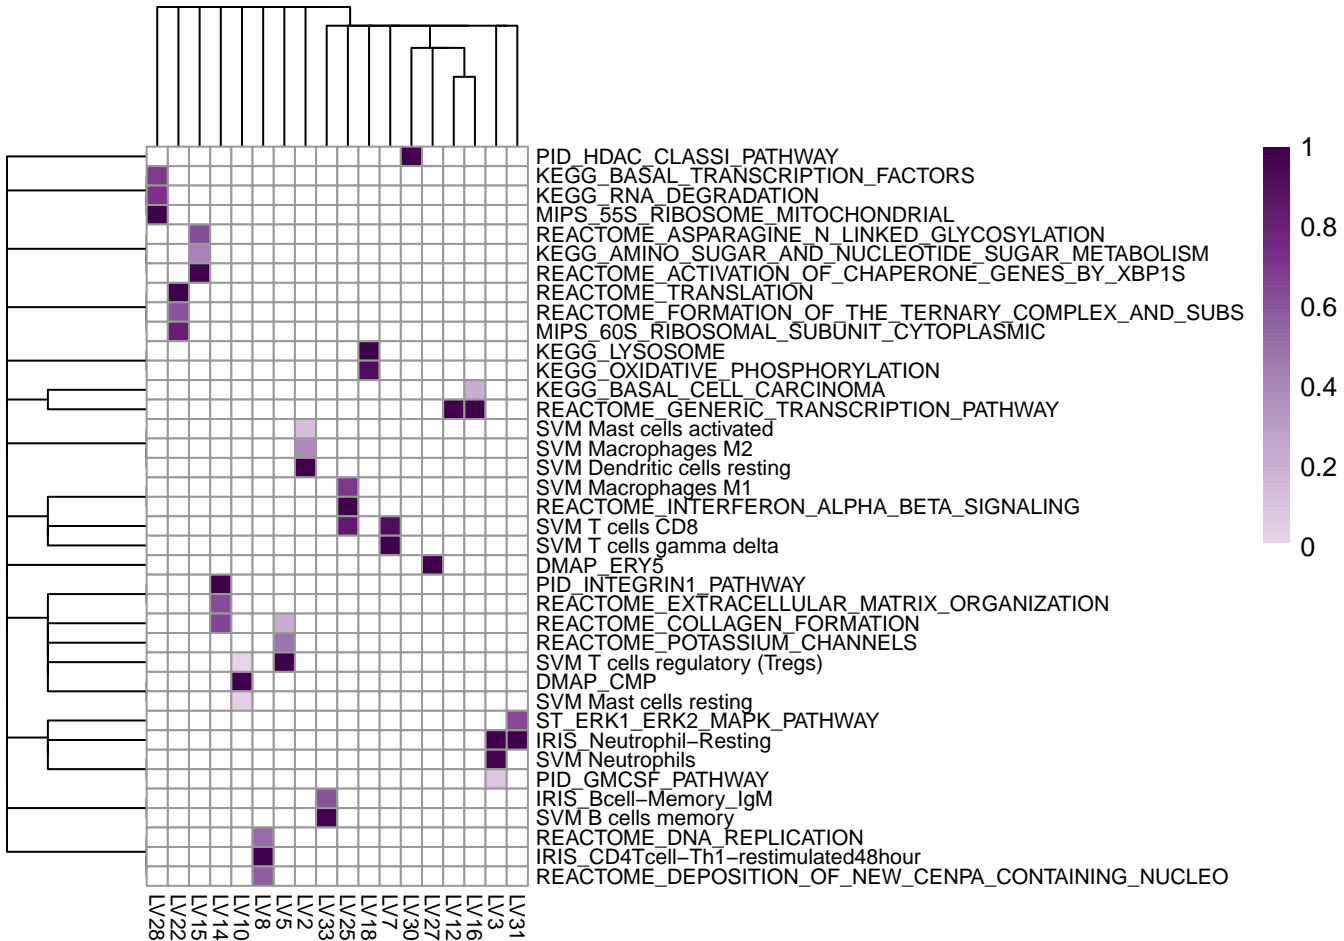 PID_HDAC_CLASSI_PATHWAY
KEGG_BASAL_TRANSCRIPTION_FACTORS
KEGG_RNA_DEGRADATION
MIPS_55S_RIBOSOME_MITOCHONDRIAL
REACTOME_ASPARAGINE_N_LINKED_GLYCOSYLATION
KEGG_AMINO_SUGAR_AND_NUCLEOTIDE_SUGAR_METABOLISM
REACTOME_ACTIVATION_OF_CHAPERONE_GENES_BY_XBP1S
REACTOME_TRANSLATION
REACTOME_FORMATION_OF_THE_TERNARY_COMPLEX_AND_SUBS
MIPS_60S_RIBOSOMAL_SUBUNIT_CYTOPLASMIC
KEGG_LYSOSOME
KEGG_OXIDATIVE_PHOSPHORYLATION
KEGG_BASAL_CELL_CARCINOMA
REACTOME_GENERIC_TRANSCRIPTION_PATHWAY
SVM Mast cells activated
SVM Macrophages M2
SVM Dendritic cells resting
SVM Macrophages M1
REACTOME_INTERFERON_ALPHA_BETA_SIGNALING
SVM T cells CD8
SVM T cells gamma delta
DMAP_ERY5
PID_INTEGRIN1_PATHWAY
REACTOME_EXTRACELLULAR_MATRIX_ORGANIZATION
REACTOME_COLLAGEN_FORMATION
REACTOME_POTASSIUM_CHANNELS
SVM T cells regulatory (Tregs)
DMAP_CMP
SVM Mast cells resting
ST_ERK1_ERK2_MAPK_PATHWAY
IRIS_Neutrophil−Resting
SVM Neutrophils
PID_GMCSF_PATHWAY
IRIS_Bcell−Memory_IgM
SVM B cells memory
REACTOME_DNA_REPLICATION
IRIS_CD4Tcell−Th1−restimulated48hour
REACTOME_DEPOSITION_OF_NEW_CENPA_CONTAINING_NUCLEO
LV28
LV22
LV15
LV14
LV10
LV8
LV5
LV2
LV33
LV25
LV18
LV7
LV30
LV27
LV12
LV16
LV3
LV31
1
0.8
0.6
0.4
0.2
0